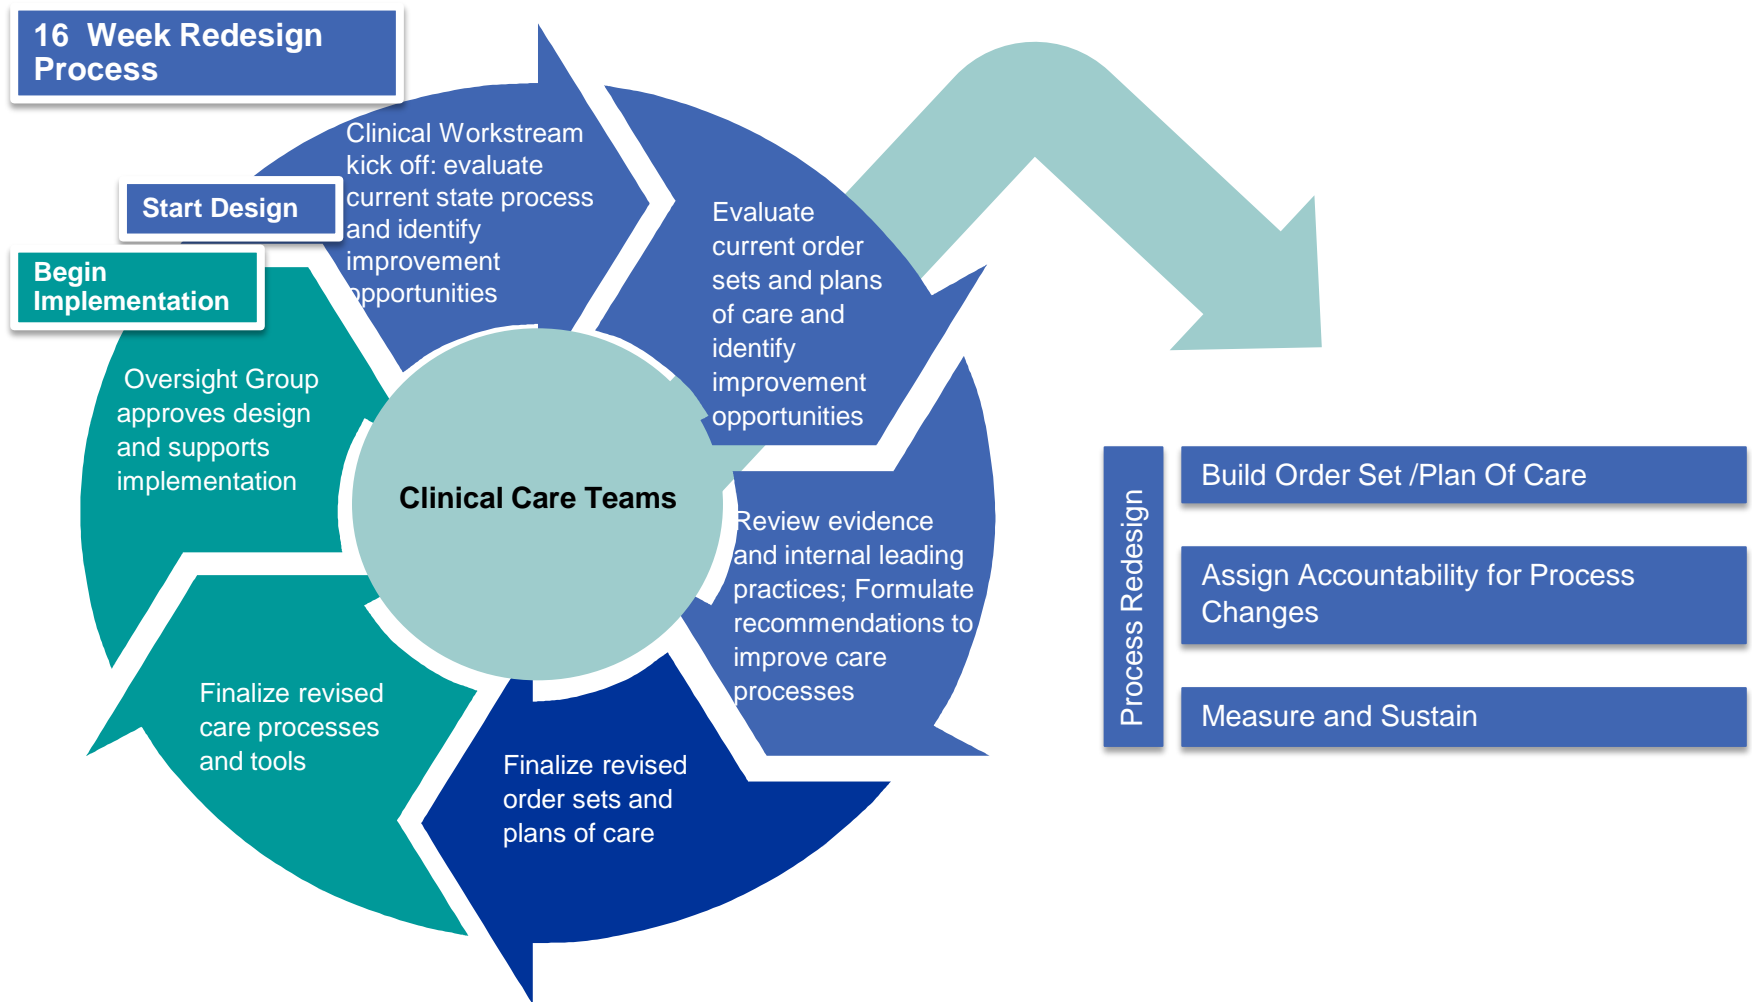 16 Week Redesign
Process
Start Design
Begin
Implementation
Clinical Workstream
kick off: evaluate
current state process
and identify
improvement
opportunities
Evaluate
current order
sets and plans
of care and
identify
improvement
opportunities
Review evidence
and internal leading
practices; Formulate
recommendations to
improve care
processes
Finalize revised
order sets and
plans of care
Finalize revised
care processes
and tools
Oversight Group
approves design
and supports
implementation
Clinical Care Teams
Process Redesign
Build Order Set /Plan Of Care
Assign Accountability for Process
Changes
Measure and Sustain